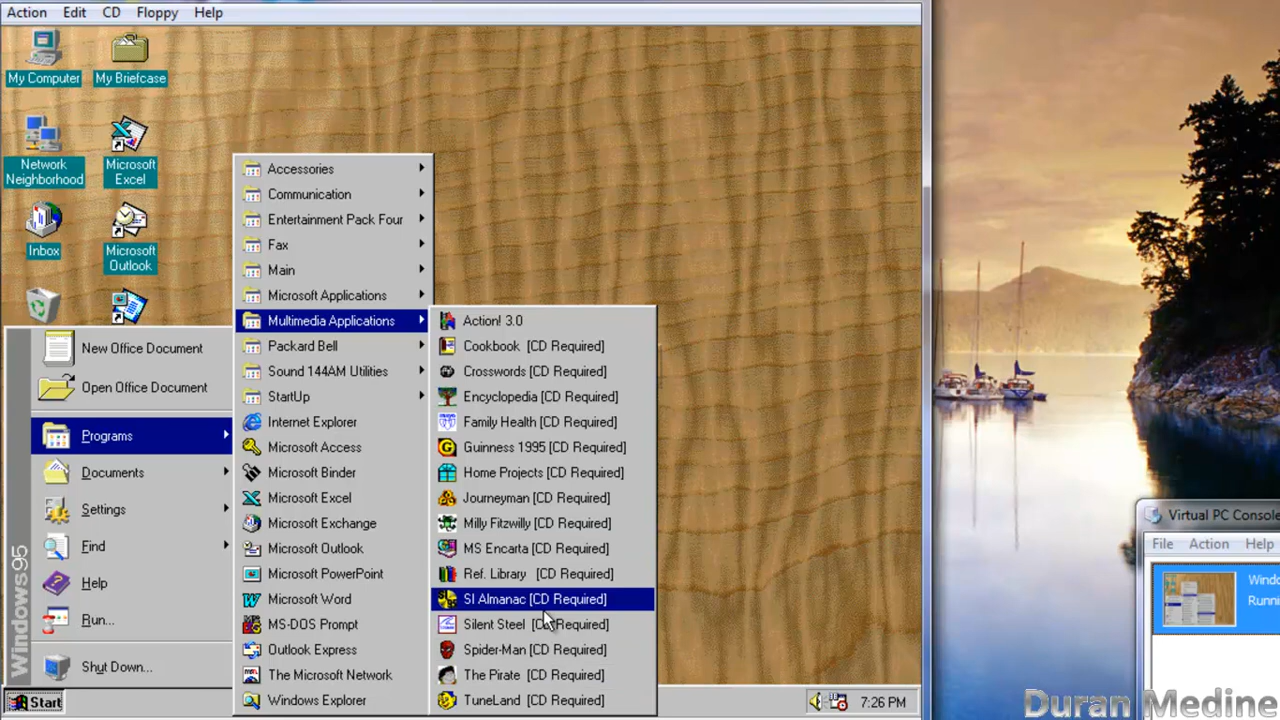 Action Edit CD Floppy Help
My Computer
My Briefcase
Network
Neighborhood
Microsoft
Excel
Inbox
Microsoft
Outlook
New Office Document
Open Office Document
Programs
Documents
Settings
Find
Help
Run...
Shut Down...
Windows95
Start
Accessories
Communication
Entertainment Pack Four
Fax
Main
Microsoft Applications
Multimedia Applications
Packard Bell
Sound 144AM Utilities
StartUp
Internet Explorer
Microsoft Access
Microsoft Binder
Microsoft Excel
Microsoft Exchange
Microsoft Outlook
Microsoft PowerPoint
Microsoft Word
MS-DOS Prompt
Outlook Express
The Microsoft Network
Windows Explorer
Action! 3.0
Cookbook [CD Required]
Crosswords [CD Required]
Encyclopedia [CD Required]
Family Health [CD Required]
Guinness 1995 [CD Required]
Home Projects [CD Required]
Journeyman [CD Required]
Milly Fitzwilly [CD Required]
MS Encarta [CD Required]
Ref. Library [CD Required]
SI Almanac [CD Required]
Silent Steel [CD Required]
Spider-Man [CD Required]
The Pirate [CD Required]
TuneLand [CD Required]
7:26 PM
Virtual PC Console
File Action Help
Windo
Runni
Duran Medine